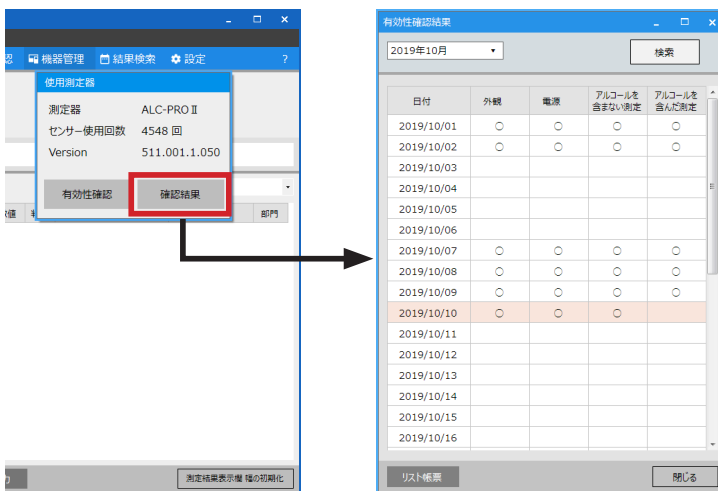 認 機器管理 結果検索 設定 ?
使用測定器
測定器 ALC-PROⅡ
センサー使用回数 4548 回
Version 511.001.1.050
有効性確認 確認結果
数値 部門
測定結果表示欄 幅の初期化
有効性確認結果
2019年10月 検索
日付 外観 電源 アルコールを含まない測定 アルコールを含んだ測定
2019/10/01 ○ ○ ○ ○
2019/10/02 ○ ○ ○ ○
2019/10/03
2019/10/04
2019/10/05
2019/10/06
2019/10/07 ○ ○ ○ ○
2019/10/08 ○ ○ ○ ○
2019/10/09 ○ ○ ○ ○
2019/10/10 ○ ○ ○
2019/10/11
2019/10/12
2019/10/13
2019/10/14
2019/10/15
2019/10/16
リスト帳票 閉じる